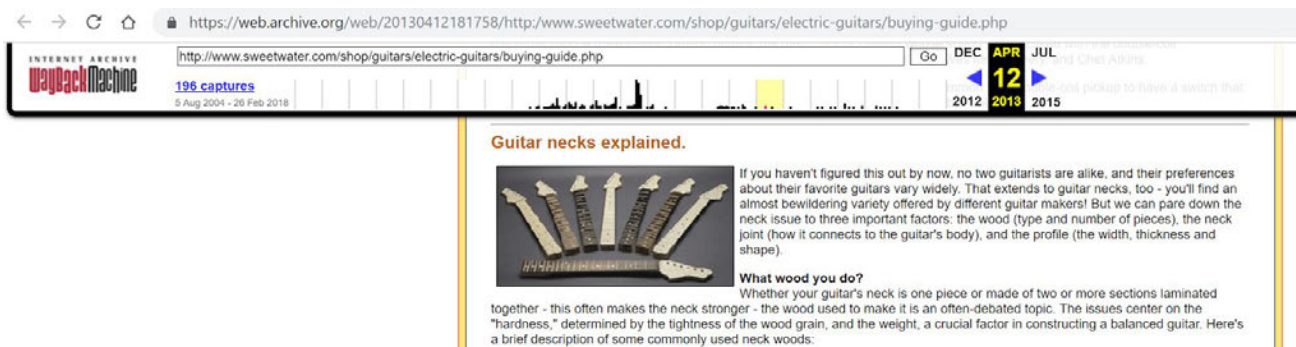 https://web.archive.org/web/20130412181758/http:/www.sweetwater.com/shop/guitars/electric-guitars/buying-guide.php
INTERNET ARCHIVE
WayBackMachine
http://www.sweetwater.com/shop/guitars/electric-guitars/buying-guide.php
Go
DEC APR JUL
196 captures
12
5 Aug 2004 - 26 Feb 2018
2012 2013 2015
and Chet Atkins.
coil pickup to have a switch that
Guitar necks explained.
If you haven't figured this out by now, no two guitarists are alike, and their preferences
about their favorite guitars vary widely. That extends to guitar necks, too - you'll find an
almost bewildering variety offered by different guitar makers! But we can pare down the
neck issue to three important factors: the wood (type and number of pieces), the neck
joint (how it connects to the guitar's body), and the profile (the width, thickness and
shape).
What wood you do?
Whether your guitar's neck is one piece or made of two or more sections laminated
together - this often makes the neck stronger - the wood used to make it is an often-debated topic. The issues center on the
"hardness," determined by the tightness of the wood grain, and the weight, a crucial factor in constructing a balanced guitar. Here's
a brief description of some commonly used neck woods: